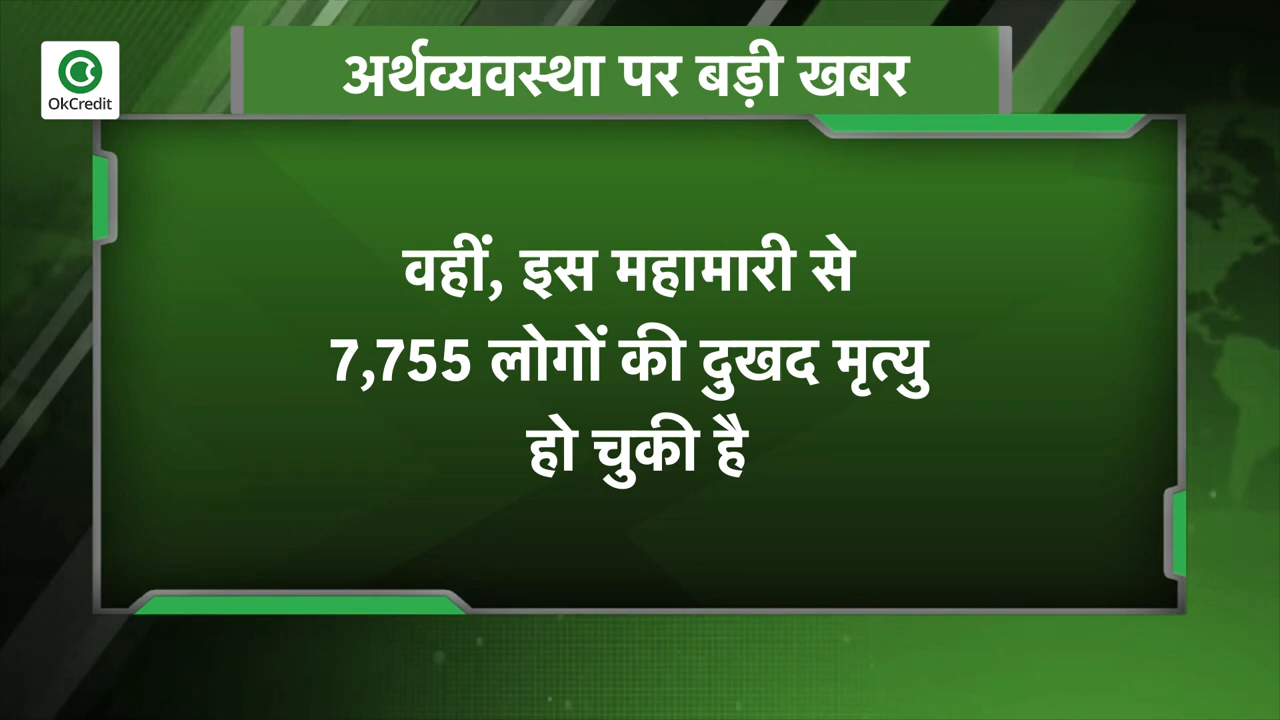 OkCredit
अर्थव्यवस्था पर बड़ी खबर
वहीं, इस महामारी से
7,755 लोगों की दुखद मृत्यु
हो चुकी है